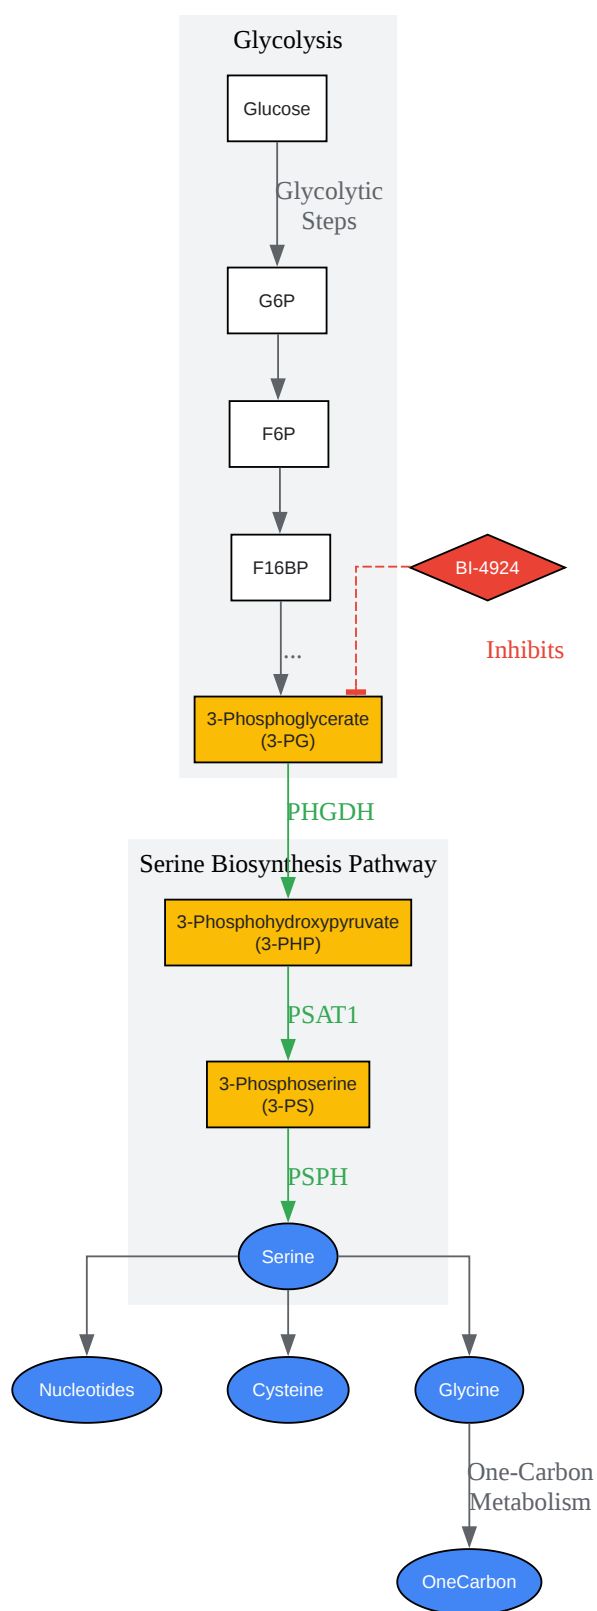 Glycolysis
Glucose
Glycolytic
Steps
G6P
F6P
F16BP
BI-4924
Inhibits
...
3-Phosphoglycerate
(3-PG)
PHGDH
Serine Biosynthesis Pathway
3-Phosphohydroxypyruvate
(3-PHP)
PSAT1
3-Phosphoserine
(3-PS)
PSPH
Serine
Nucleotides
Cysteine
Glycine
One-Carbon
Metabolism
OneCarbon